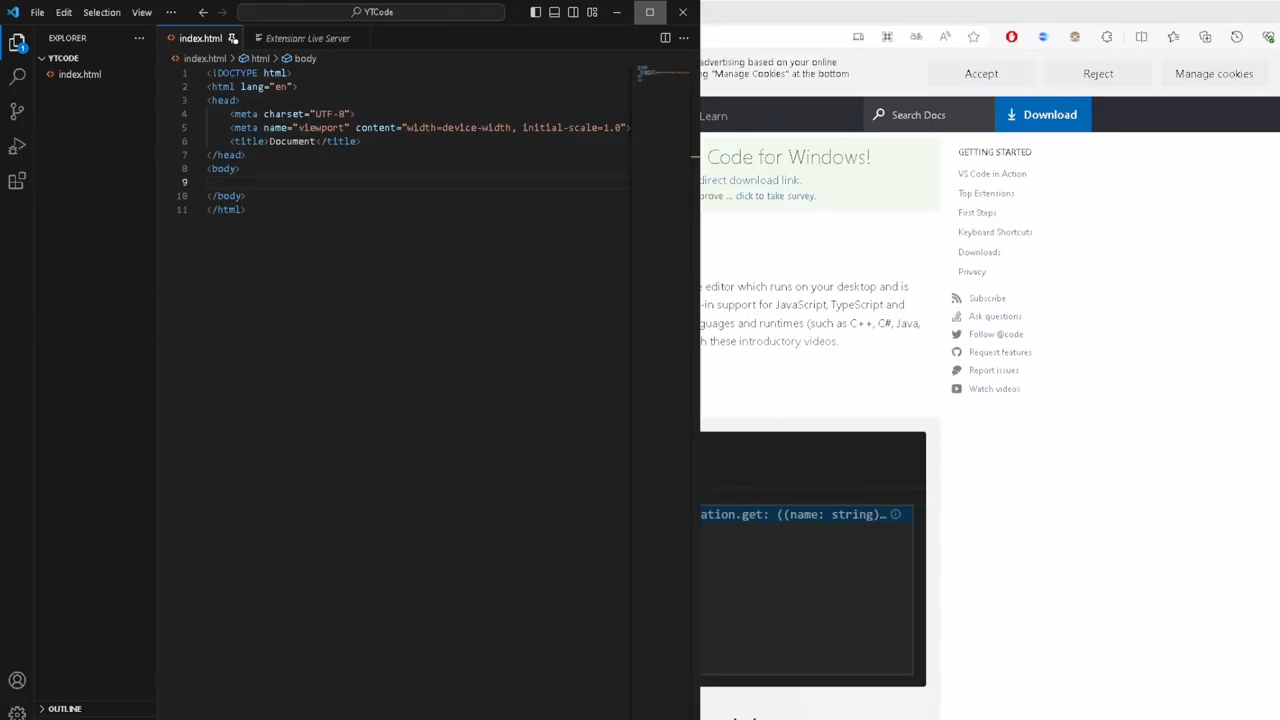 File Edit Selection View ··· YTCode
EXPLORER ···
YTCODE
index.html
OUTLINE
1
index.html Extension: Live Server ···
index.html > html > body
1 <!DOCTYPE html>
2 <html lang="en">
3 <head>
4 <meta charset="UTF-8">
5 <meta name="viewport" content="width=device-width, initial-scale=1.0">
6 <title>Document</title>
7 </head>
8 <body>
9
10 </body>
11 </html>
advertising based on your online
"Manage Cookies" at the bottom
Accept Reject Manage cookies
Learn Search Docs Download
Code for Windows!
direct download link.
prove ... click to take survey.
e editor which runs on your desktop and is
-in support for JavaScript, TypeScript and
guages and runtimes (such as C++, C#, Java,
h these introductory videos.
ation.get: ((name: string)…
GETTING STARTED
VS Code in Action
Top Extensions
First Steps
Keyboard Shortcuts
Downloads
Privacy
Subscribe
Ask questions
Follow @code
Request features
Report issues
Watch videos